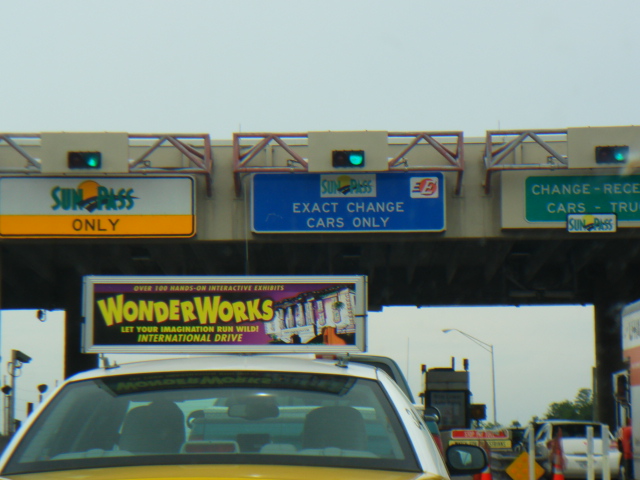 SUNPASS
ONLY
SUNPASS
E
EXACT CHANGE
CARS ONLY
CHANGE-RECE
CARS - TRU
SUNPASS
OVER 100 HANDS-ON INTERACTIVE EXHIBITS
WONDERWORKS
LET YOUR IMAGINATION RUN WILD!
INTERNATIONAL DRIVE